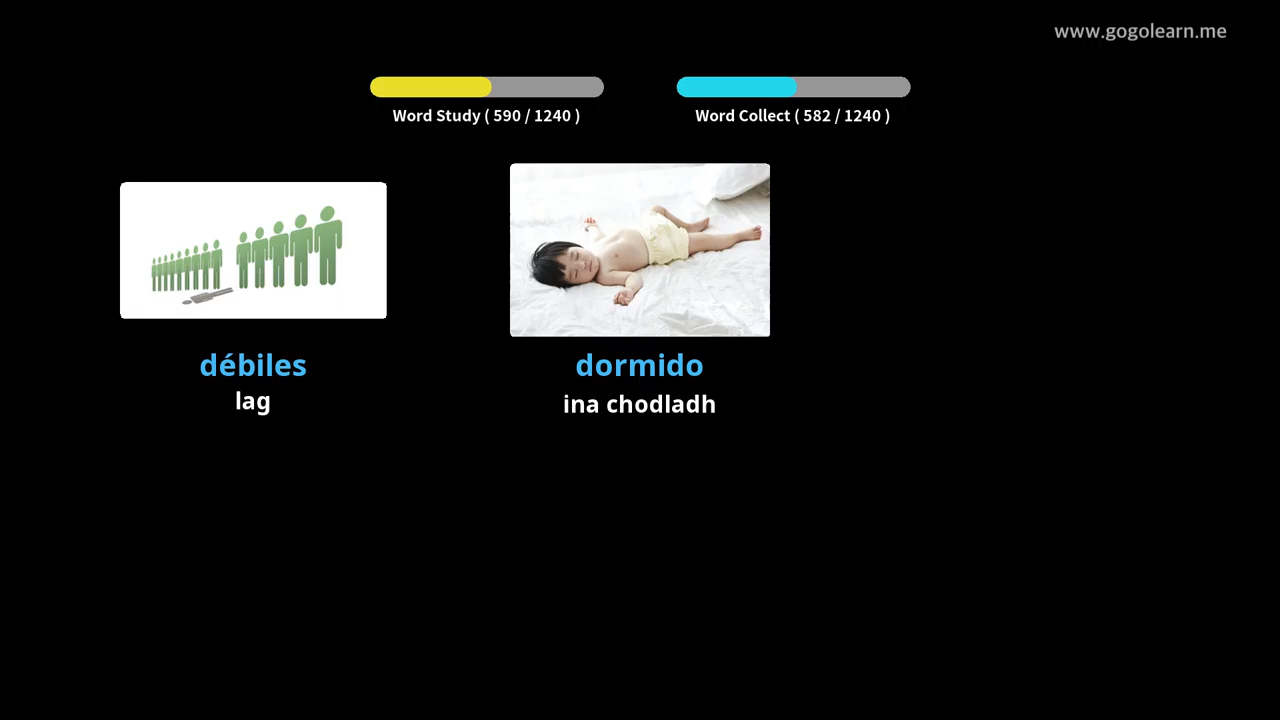 www.gogolearn.me
Word Study ( 590 / 1240 )
Word Collect ( 582 / 1240 )
débiles
lag
dormido
ina chodladh